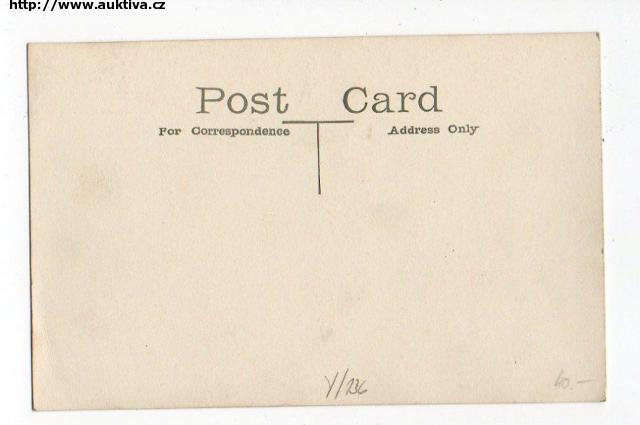 http://www.auktiva.cz
Post Card
For Correspondence Address Only
Y/236 60.-